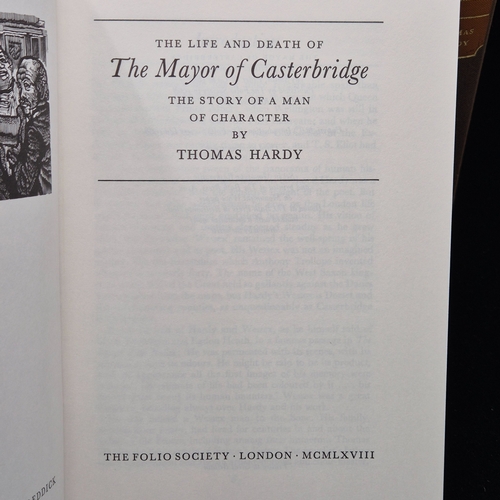 THE LIFE AND DEATH OF
The Mayor of Casterbridge
THE STORY OF A MAN
OF CHARACTER
BY
THOMAS HARDY
THE FOLIO SOCIETY · LONDON · MCMLXVIII